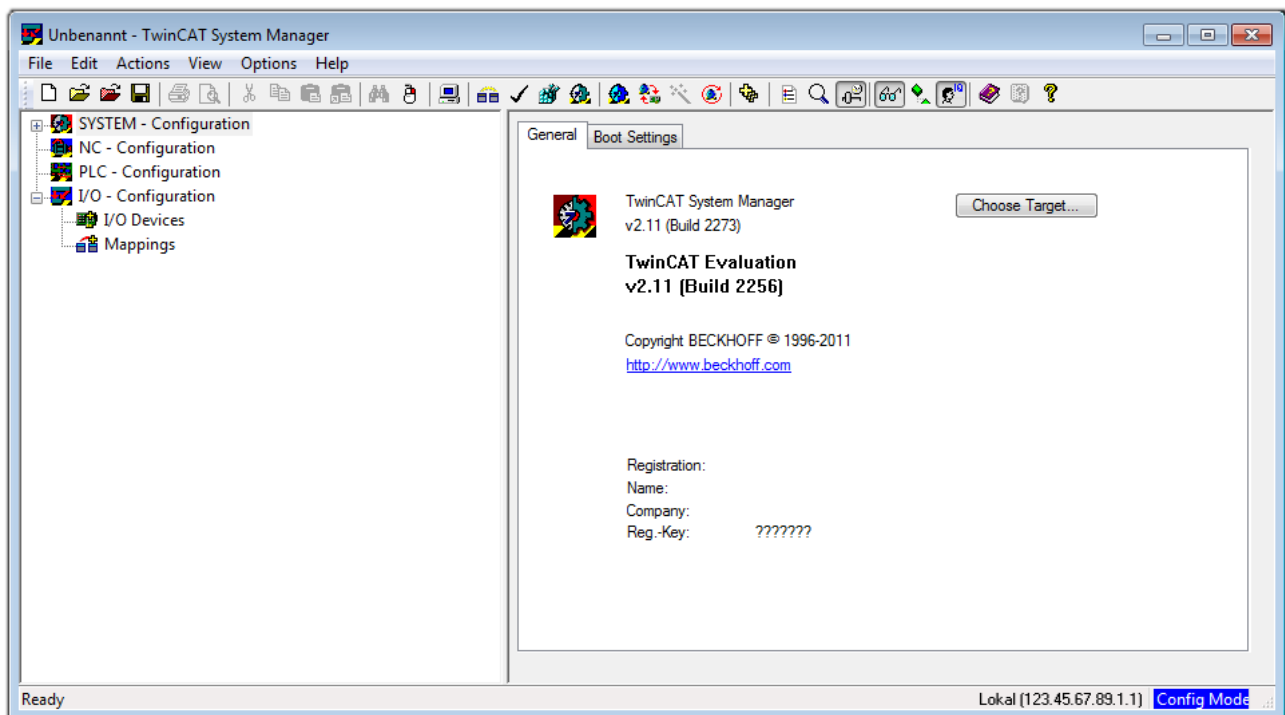 Unbenannt - TwinCAT System Manager
File Edit Actions View Options Help
SYSTEM - Configuration
NC - Configuration
PLC - Configuration
I/O - Configuration
I/O Devices
Mappings
General Boot Settings
TwinCAT System Manager
v2.11 (Build 2273)
Choose Target...
TwinCAT Evaluation
v2.11 (Build 2256)
Copyright BECKHOFF © 1996-2011
http://www.beckhoff.com
Registration:
Name:
Company:
Reg.-Key: ???????
Ready Lokal (123.45.67.89.1.1) Config Mode